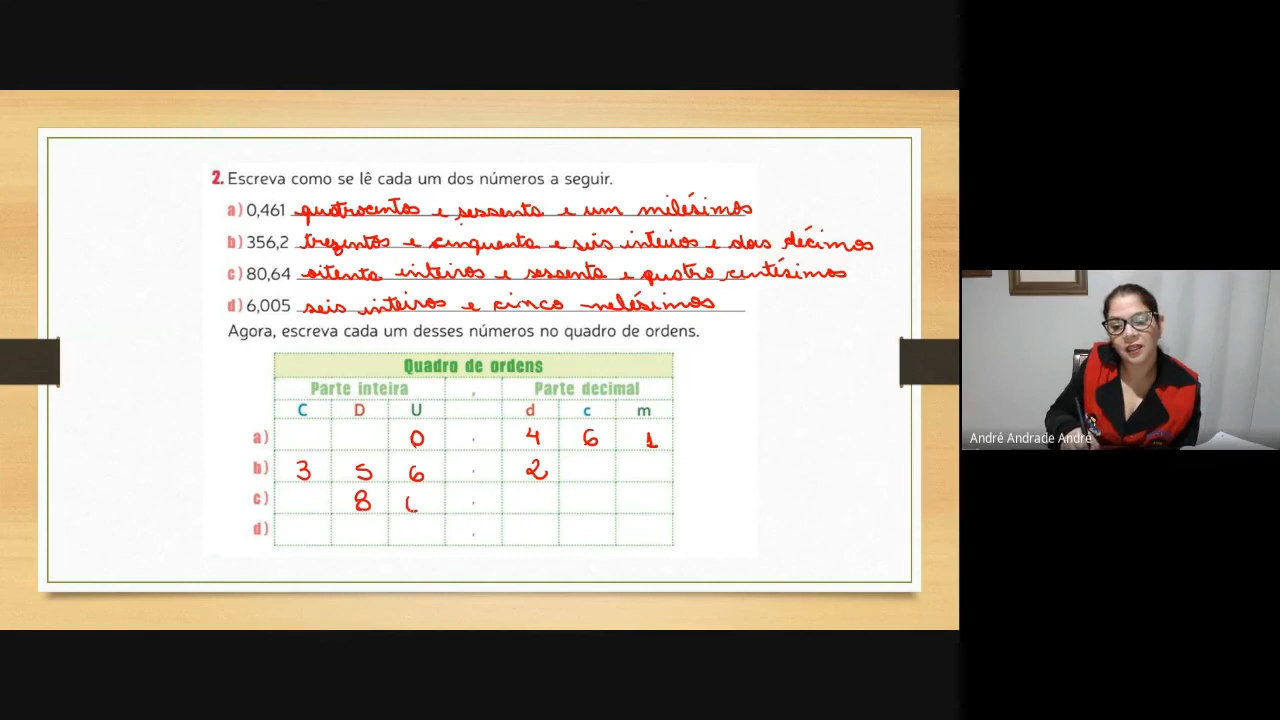 2. Escreva como se lê cada um dos números a seguir.
a) 0,461 quatrocentos e sessenta e um milésimos
b) 356,2 trezentos e cinquenta e seis inteiros e dois décimos
c) 80,64 oitenta inteiros e sessenta e quatro centésimos
d) 6,005 seis inteiros e cinco melésimos
Agora, escreva cada um desses números no quadro de ordens.
Quadro de ordens
Parte inteira , Parte decimal
C D U d c m
a) 0 , 4 6 1
b) 3 5 6 , 2
c) 8 ,
d) ,
André Andrade André